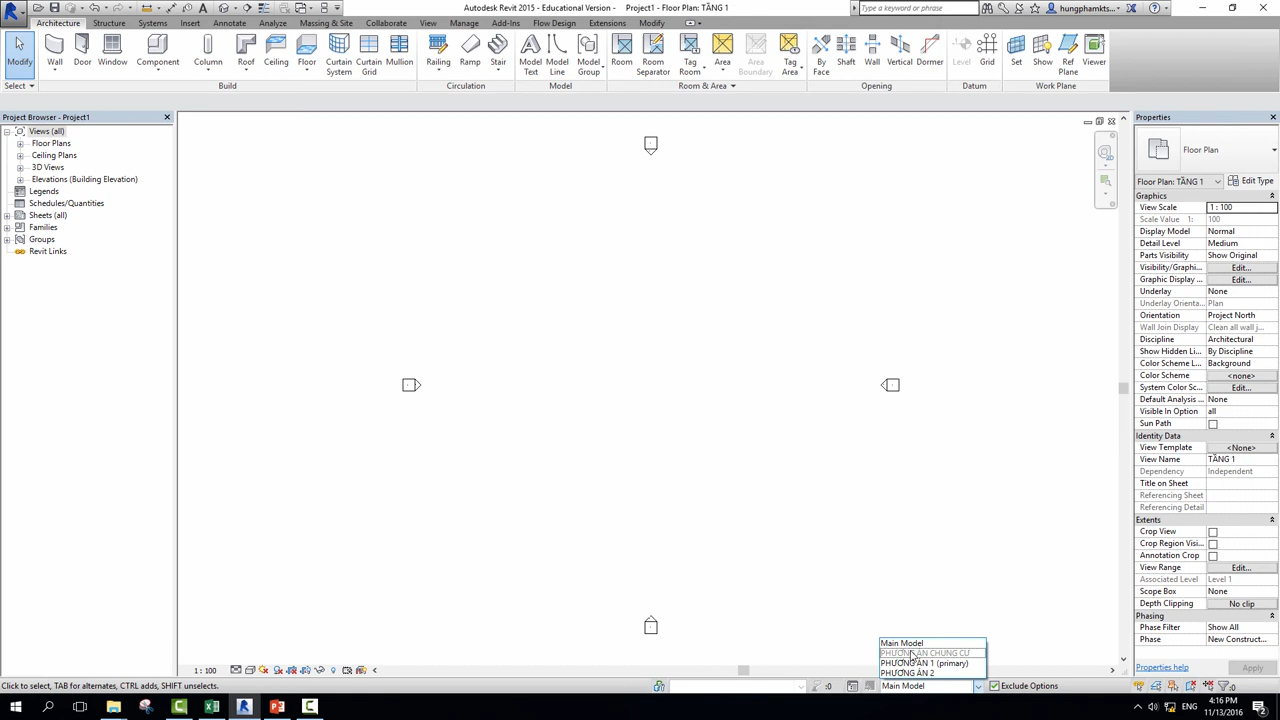 Autodesk Revit 2015 - Educational Version - Project1 - Floor Plan: TẦNG 1
Type a keyword or phrase
hungphamkts...
Architecture Structure Systems Insert Annotate Analyze Massing & Site Collaborate View Manage Add-Ins Flow Design Extensions Modify
Modify Wall Door Window Component Column Roof Ceiling Floor Curtain System Curtain Grid Mullion Railing Ramp Stair Model Text Model Line Model Group Room Room Separator Tag Room Area Area Boundary Tag Area By Face Shaft Wall Vertical Dormer Level Grid Set Show Ref Plane Viewer
Select Build Circulation Model Room & Area Opening Datum Work Plane
Project Browser - Project1
Views (all)
Floor Plans
Ceiling Plans
3D Views
Elevations (Building Elevation)
Legends
Schedules/Quantities
Sheets (all)
Families
Groups
Revit Links
2D
Properties
Floor Plan
Floor Plan: TẦNG 1 Edit Type
Graphics
View Scale 1 : 100
Scale Value 1: 100
Display Model Normal
Detail Level Medium
Parts Visibility Show Original
Visibility/Graphi... Edit...
Graphic Display ... Edit...
Underlay None
Underlay Orienta... Plan
Orientation Project North
Wall Join Display Clean all wall j...
Discipline Architectural
Show Hidden Li... By Discipline
Color Scheme L... Background
Color Scheme <none>
System Color Sc... Edit...
Default Analysis ... None
Visible In Option all
Sun Path
Identity Data
View Template <None>
View Name TẦNG 1
Dependency Independent
Title on Sheet
Referencing Sheet
Referencing Detail
Extents
Crop View
Crop Region Visi...
Annotation Crop
View Range Edit...
Associated Level Level 1
Scope Box None
Depth Clipping No clip
Phasing
Phase Filter Show All
Phase New Construct...
Properties help Apply
Main Model
PHƯƠNG ÁN CHUNG CƯ
PHƯƠNG ÁN 1 (primary)
PHƯƠNG ÁN 2
1 : 100
Click to select, TAB for alternates, CTRL adds, SHIFT unselects.
:0
Main Model
Exclude Options
:0
4:16 PM
11/13/2016